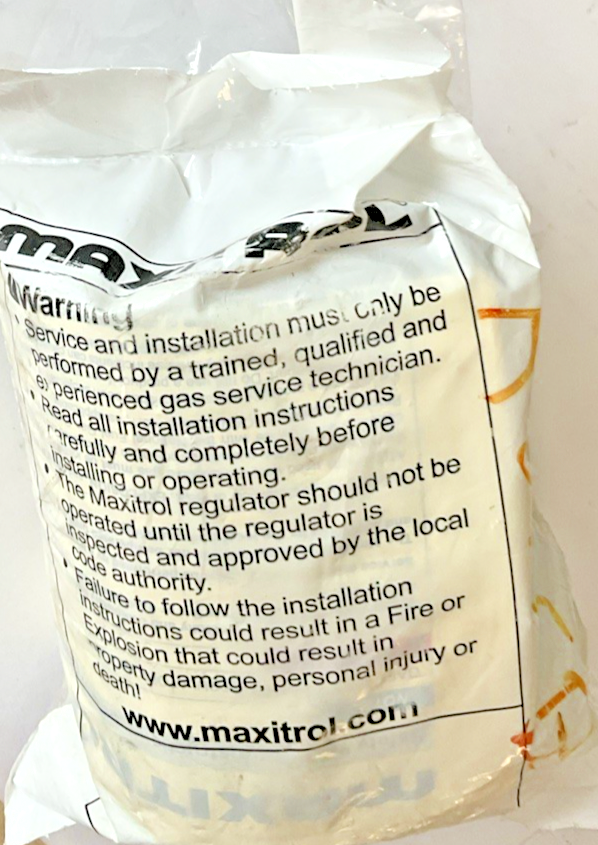 MAXITROL
Warning
• Service and installation must only be
performed by a trained, qualified and
experienced gas service technician.
• Read all installation instructions
carefully and completely before
installing or operating.
• The Maxitrol regulator should not be
operated until the regulator is
inspected and approved by the local
code authority.
• Failure to follow the installation
instructions could result in a Fire or
Explosion that could result in
property damage, personal injury or
death!
www.maxitrol.com